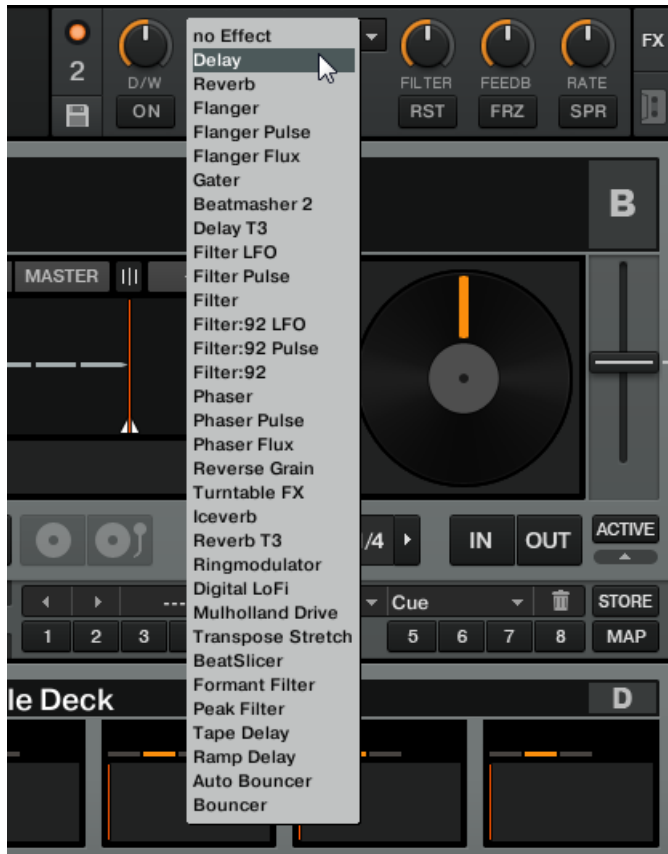 2
D/W
ON
FILTER
FEEDB
RATE
RST
FRZ
SPR
FX
no Effect
Delay
Reverb
Flanger
Flanger Pulse
Flanger Flux
Gater
Beatmasher 2
Delay T3
Filter LFO
Filter Pulse
Filter
Filter:92 LFO
Filter:92 Pulse
Filter:92
Phaser
Phaser Pulse
Phaser Flux
Reverse Grain
Turntable FX
Iceverb
Reverb T3
Ringmodulator
Digital LoFi
Mulholland Drive
Transpose Stretch
BeatSlicer
Formant Filter
Peak Filter
Tape Delay
Ramp Delay
Auto Bouncer
Bouncer
B
MASTER
/4
IN
OUT
ACTIVE
---
Cue
STORE
1 2 3
5 6 7 8
MAP
le Deck
D